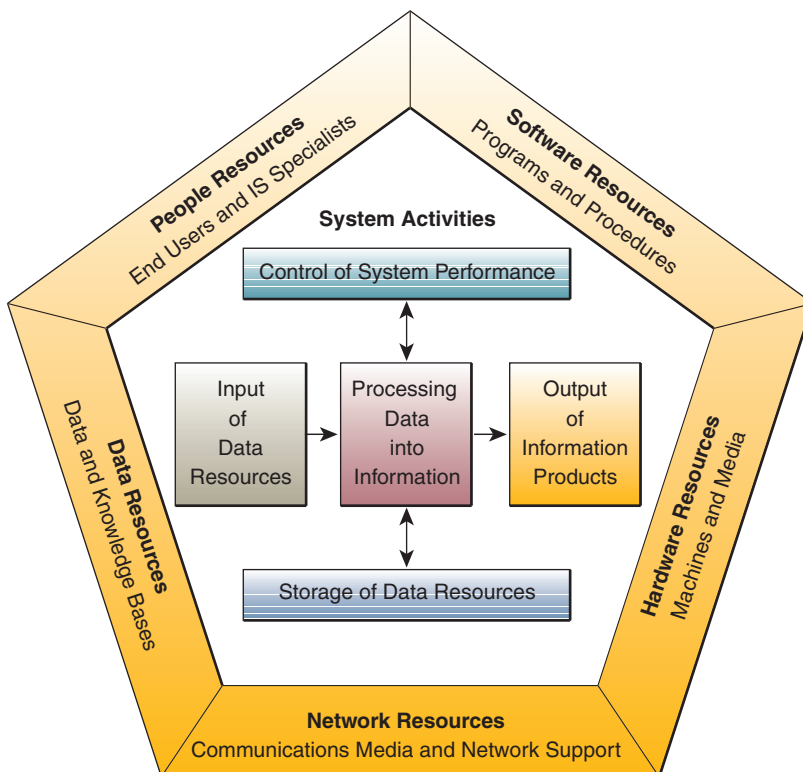 People Resources
End Users and IS Specialists
Software Resources
Programs and Procedures
System Activities
Control of System Performance
Input
of
Data
Resources
Processing
Data
into
Information
Output
of
Information
Products
Storage of Data Resources
Data Resources
Data and Knowledge Bases
Hardware Resources
Machines and Media
Network Resources
Communications Media and Network Support